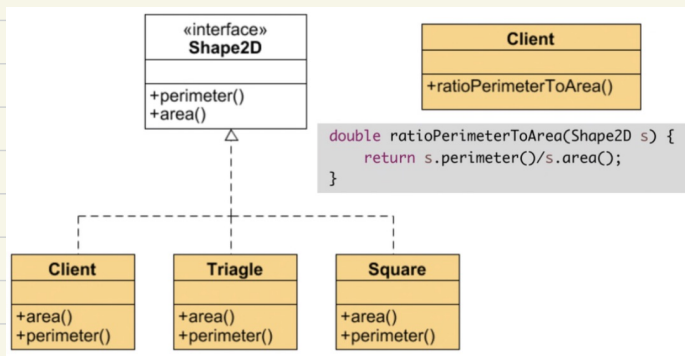 «interface»
Shape2D
+perimeter()
+area()
Client
+ratioPerimeterToArea()
double ratioPerimeterToArea(Shape2D s) {
return s.perimeter()/s.area();
}
Client
+area()
+perimeter()
Triagle
+area()
+perimeter()
Square
+area()
+perimeter()